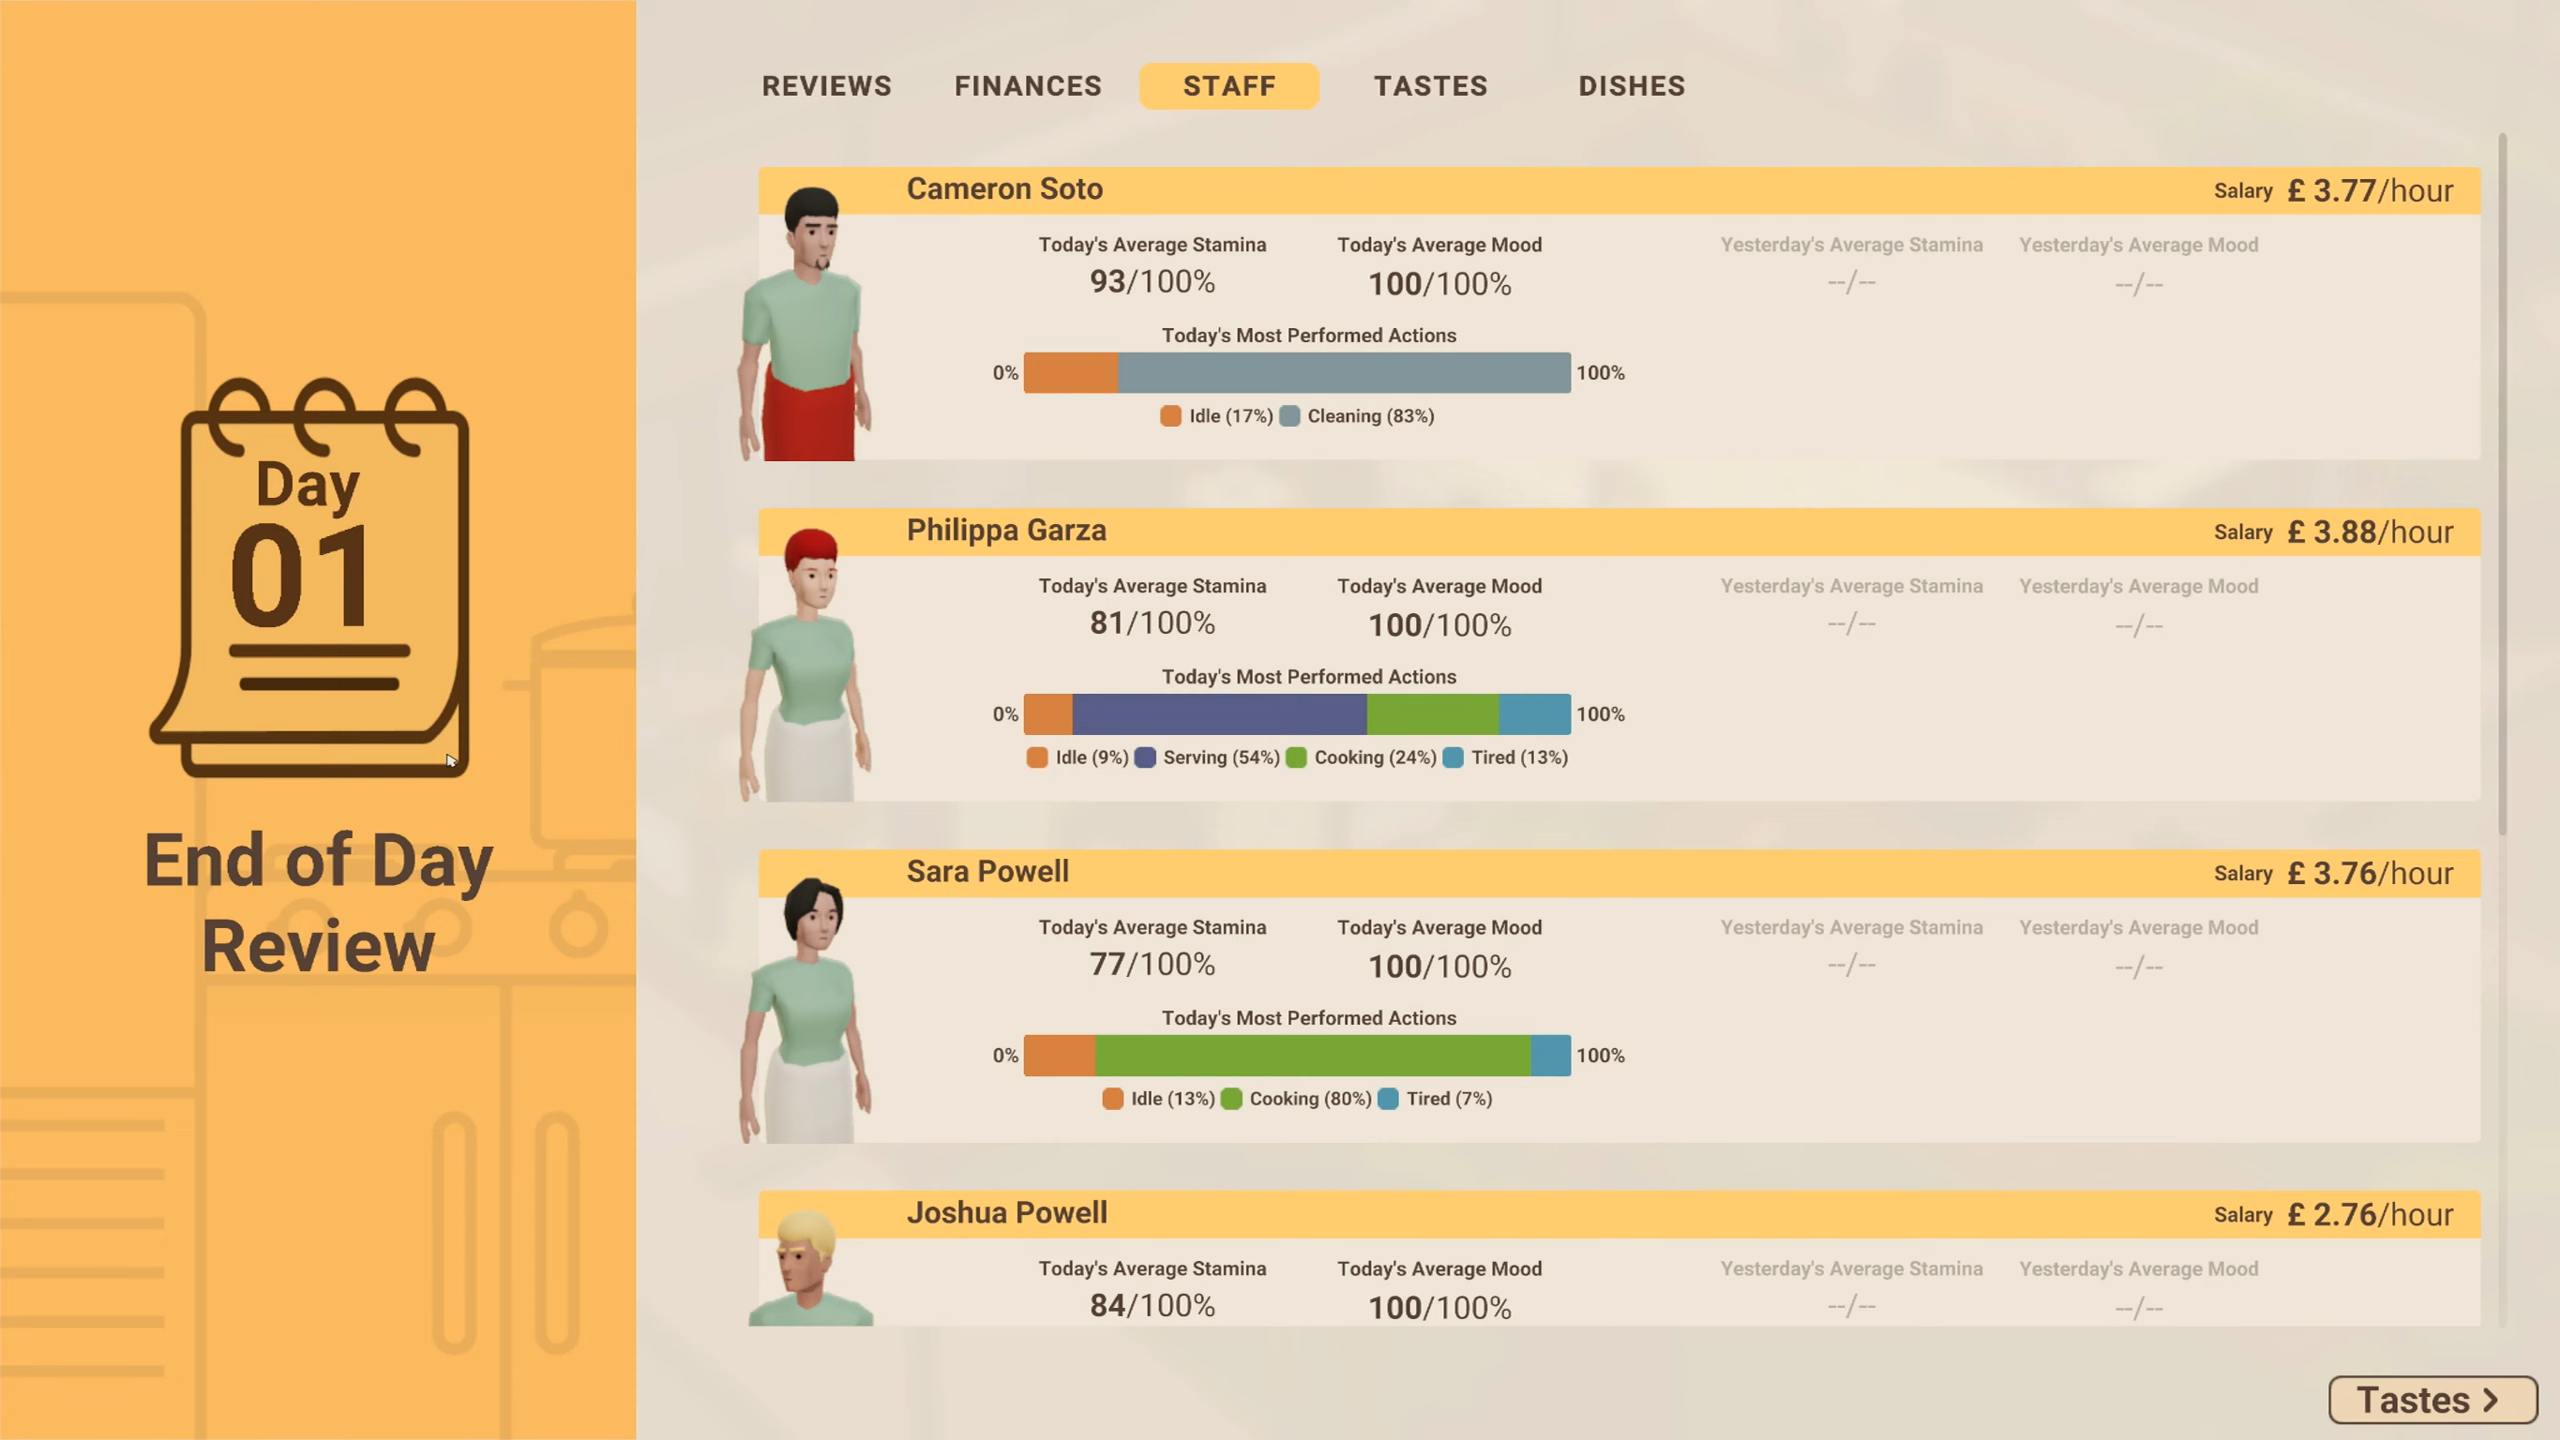 REVIEWS FINANCES STAFF TASTES DISHES
Day
01
End of Day
Review
Cameron Soto Salary £ 3.77/hour
Today's Average Stamina Today's Average Mood Yesterday's Average Stamina Yesterday's Average Mood
93/100% 100/100% --/-- --/--
Today's Most Performed Actions
0% 100%
Idle (17%) Cleaning (83%)
Philippa Garza Salary £ 3.88/hour
Today's Average Stamina Today's Average Mood Yesterday's Average Stamina Yesterday's Average Mood
81/100% 100/100% --/-- --/--
Today's Most Performed Actions
0% 100%
Idle (9%) Serving (54%) Cooking (24%) Tired (13%)
Sara Powell Salary £ 3.76/hour
Today's Average Stamina Today's Average Mood Yesterday's Average Stamina Yesterday's Average Mood
77/100% 100/100% --/-- --/--
Today's Most Performed Actions
0% 100%
Idle (13%) Cooking (80%) Tired (7%)
Joshua Powell Salary £ 2.76/hour
Today's Average Stamina Today's Average Mood Yesterday's Average Stamina Yesterday's Average Mood
84/100% 100/100% --/-- --/--
Tastes >